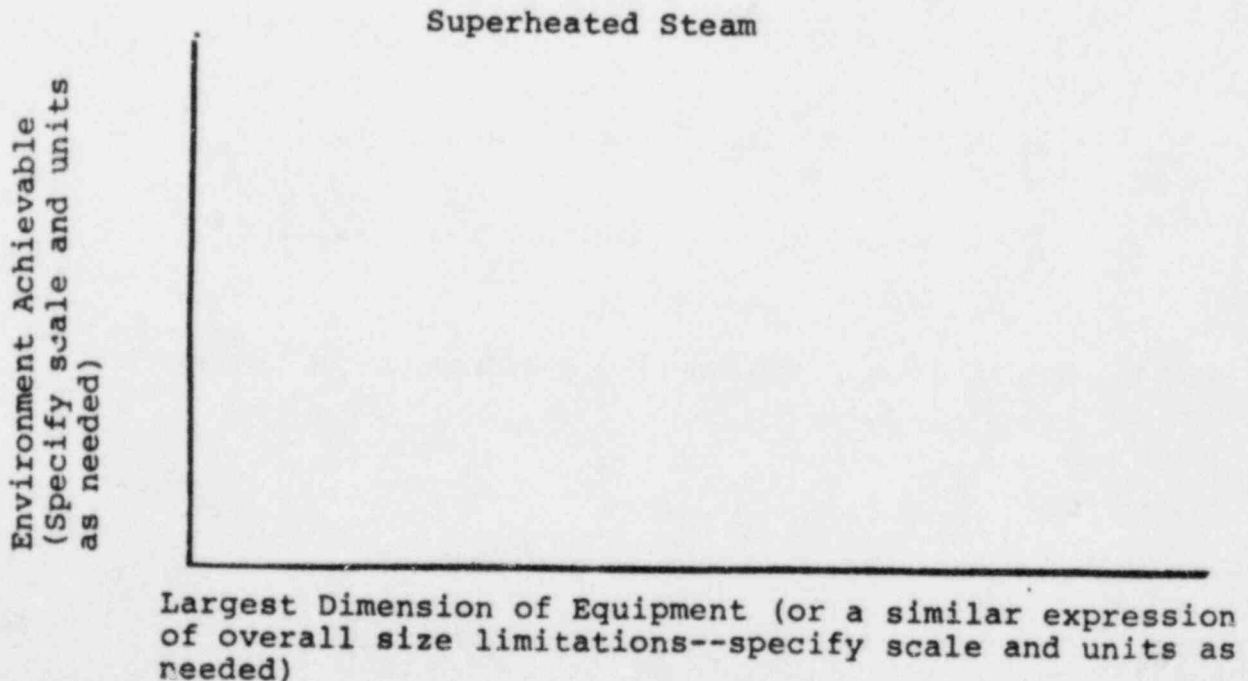 Superheated Steam
Environment Achievable
(Specify scale and units
as needed)
Largest Dimension of Equipment (or a similar expression
of overall size limitations--specify scale and units as
needed)